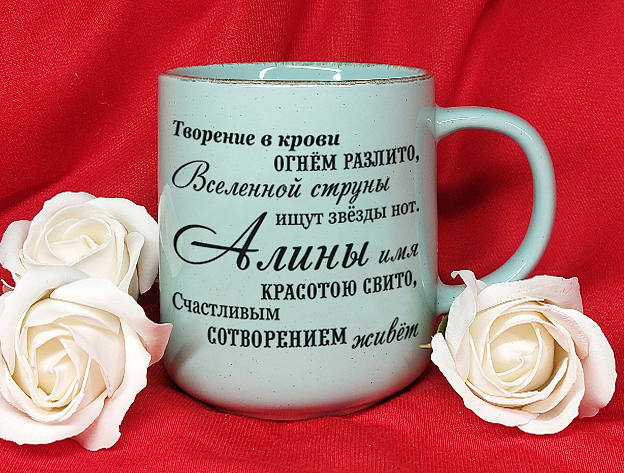 Творение в крови
ОГНЁМ РАЗЛИТО,
Вселенной струны
ищут звёзды нот.
Алины имя
КРАСОТОЮ СВИТО,
Счастливым
СОТВОРЕНИЕМ живёт